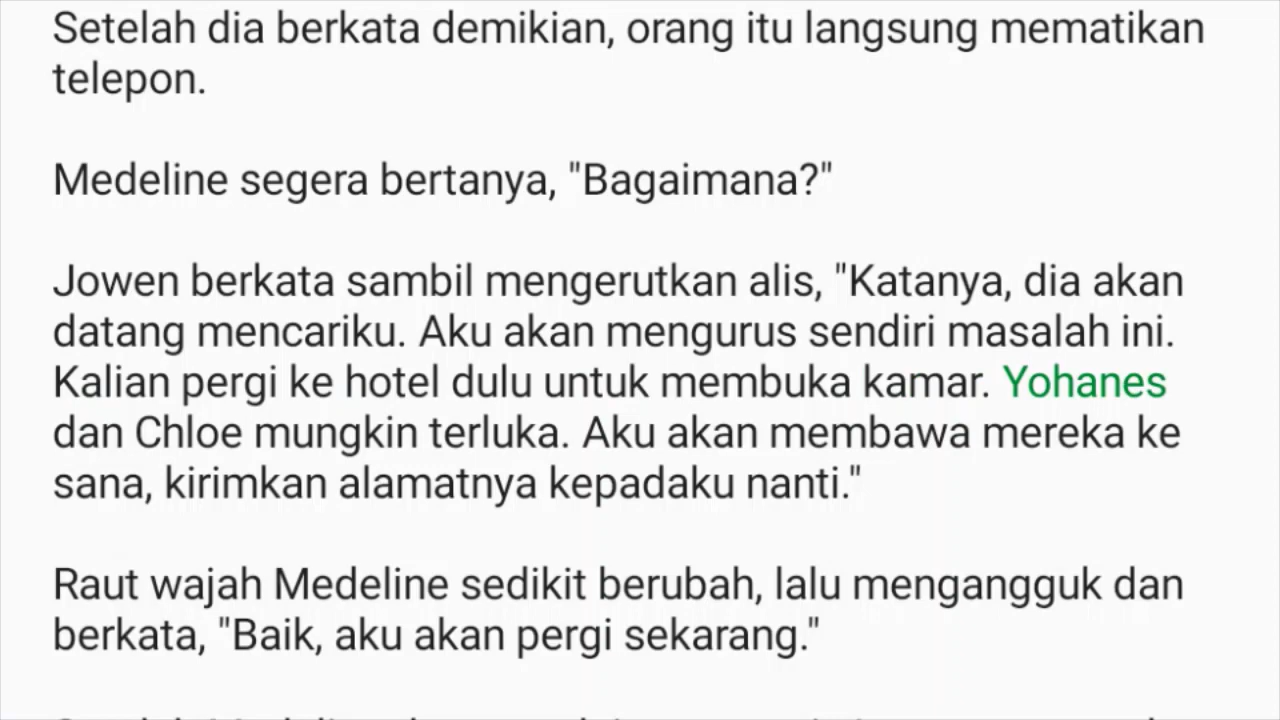 Setelah dia berkata demikian, orang itu langsung mematikan
telepon.
Medeline segera bertanya, "Bagaimana?"
Jowen berkata sambil mengerutkan alis, "Katanya, dia akan
datang mencariku. Aku akan mengurus sendiri masalah ini.
Kalian pergi ke hotel dulu untuk membuka kamar. Yohanes
dan Chloe mungkin terluka. Aku akan membawa mereka ke
sana, kirimkan alamatnya kepadaku nanti."
Raut wajah Medeline sedikit berubah, lalu mengangguk dan
berkata, "Baik, aku akan pergi sekarang."